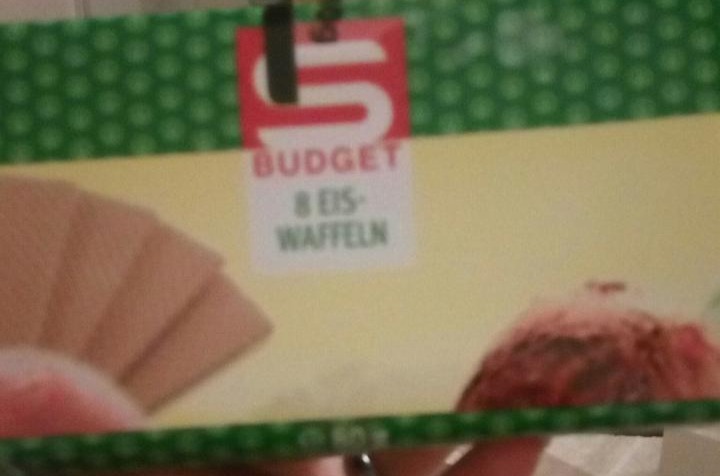 S
BUDGET
8 EIS-
WAFFELN